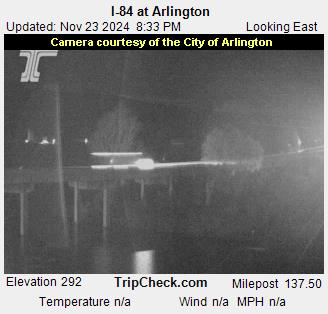 I-84 at Arlington
Updated: Nov 23 2024 8:33 PM Looking East
Camera courtesy of the City of Arlington
Elevation 292 TripCheck.com Milepost 137.50
Temperature n/a Wind n/a MPH n/a